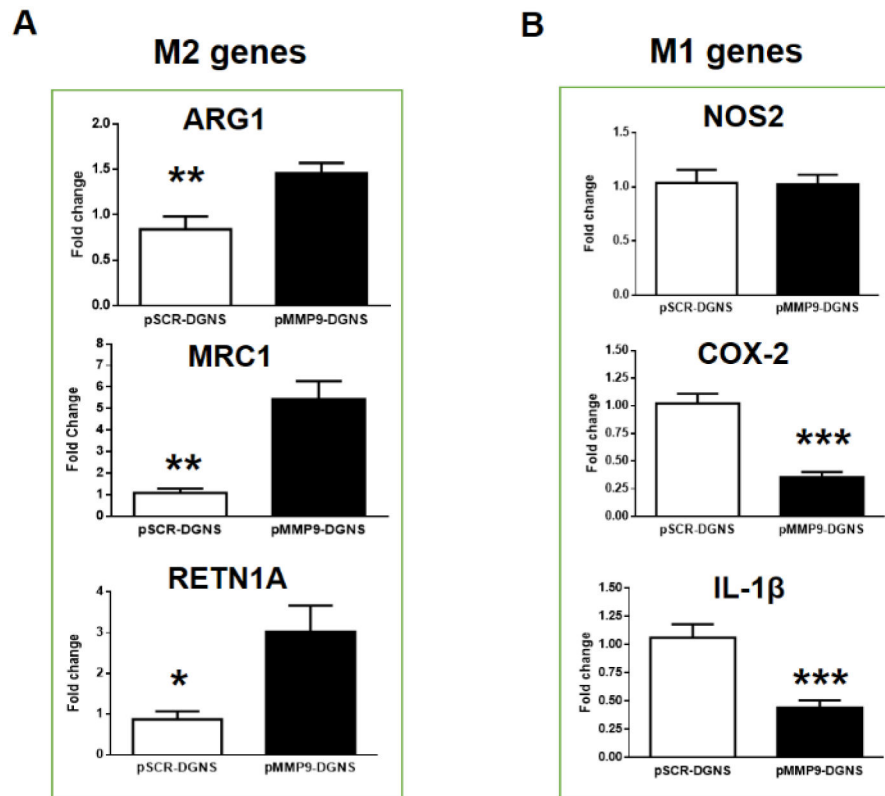 A
M2 genes
ARG1
Fold change
2.0
1.5
1.0
0.5
0.0
**
pSCR-DGNS pMMP9-DGNS
MRC1
Fold Change
8
7
6
5
4
3
2
1
0
**
pSCR-DGNS pMMP9-DGNS
RETN1A
Fold change
4
3
2
1
0
*
pSCR-DGNS pMMP9-DGNS
B
M1 genes
NOS2
Fold change
1.5
1.0
0.5
0.0
pSCR-DGNS pMMP9-DGNS
COX-2
Fold change
1.50
1.25
1.00
0.75
0.50
0.25
0.00
***
pSCR-DGNS pMMP9-DGNS
IL-1β
Fold change
1.50
1.25
1.00
0.75
0.50
0.25
0.00
***
pSCR-DGNS pMMP9-DGNS